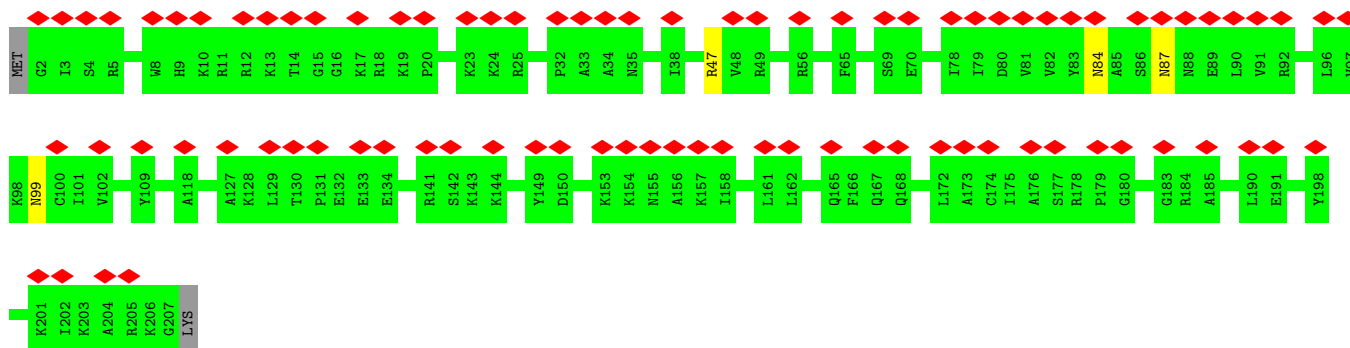 MET G2 I3 S4 R5 W8 H9 K10 R11 R12 K13 T14 G15 G16 K17 R18 K19 P20 K23 K24 R25 P32 A33 A34 N35 I38 R47 V48 R49 R56 F65 S69 E70 I78 I79 D80 V81 V82 Y83 N84 A85 S86 N87 N88 E89 L90 V91 R92 L96
K98 N99 C100 I101 V102 Y109 A118 A127 K128 L129 T130 P131 E132 E133 E134 R141 S142 K143 K144 Y149 D150 K153 K154 N155 A156 K157 I158 L161 L162 Q165 F166 Q167 Q168 L172 A173 C174 I175 A176 S177 R178 P179 G180 G183 R184 A185 L190 E191 Y198
K201 I202 K203 A204 R205 K206 G207 LYS